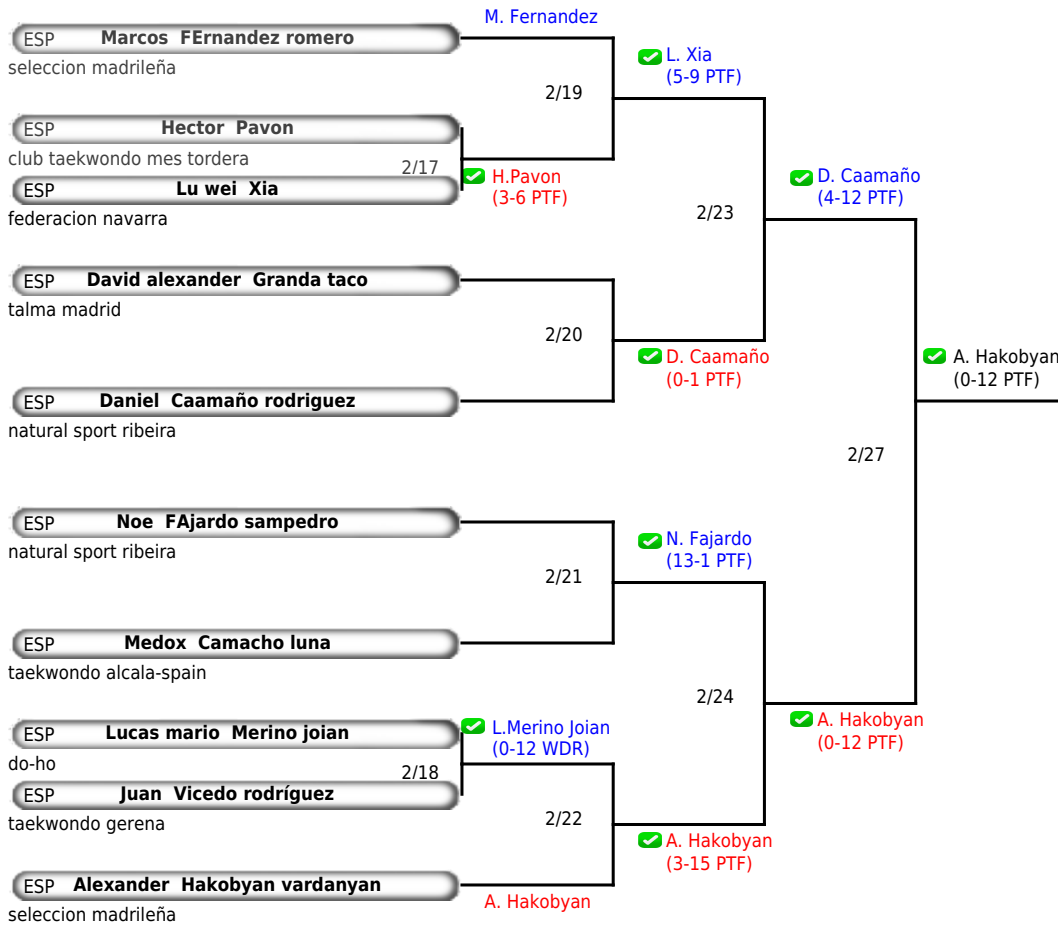 M. Fernandez
ESP Marcos FErnandez romero
seleccion madrileña
L. Xia
(5-9 PTF)
2/19
ESP Hector Pavon
club taekwondo mes tordera
2/17
H.Pavon
(3-6 PTF)
ESP Lu wei Xia
federacion navarra
D. Caamaño
(4-12 PTF)
2/23
ESP David alexander Granda taco
talma madrid
2/20
D. Caamaño
(0-1 PTF)
A. Hakobyan
(0-12 PTF)
ESP Daniel Caamaño rodriguez
natural sport ribeira
2/27
ESP Noe FAjardo sampedro
natural sport ribeira
N. Fajardo
(13-1 PTF)
2/21
ESP Medox Camacho luna
taekwondo alcala-spain
2/24
A. Hakobyan
(0-12 PTF)
ESP Lucas mario Merino joian
do-ho
L.Merino Joian
(0-12 WDR)
2/18
ESP Juan Vicedo rodríguez
taekwondo gerena
2/22
A. Hakobyan
(3-15 PTF)
ESP Alexander Hakobyan vardanyan
seleccion madrileña
A. Hakobyan